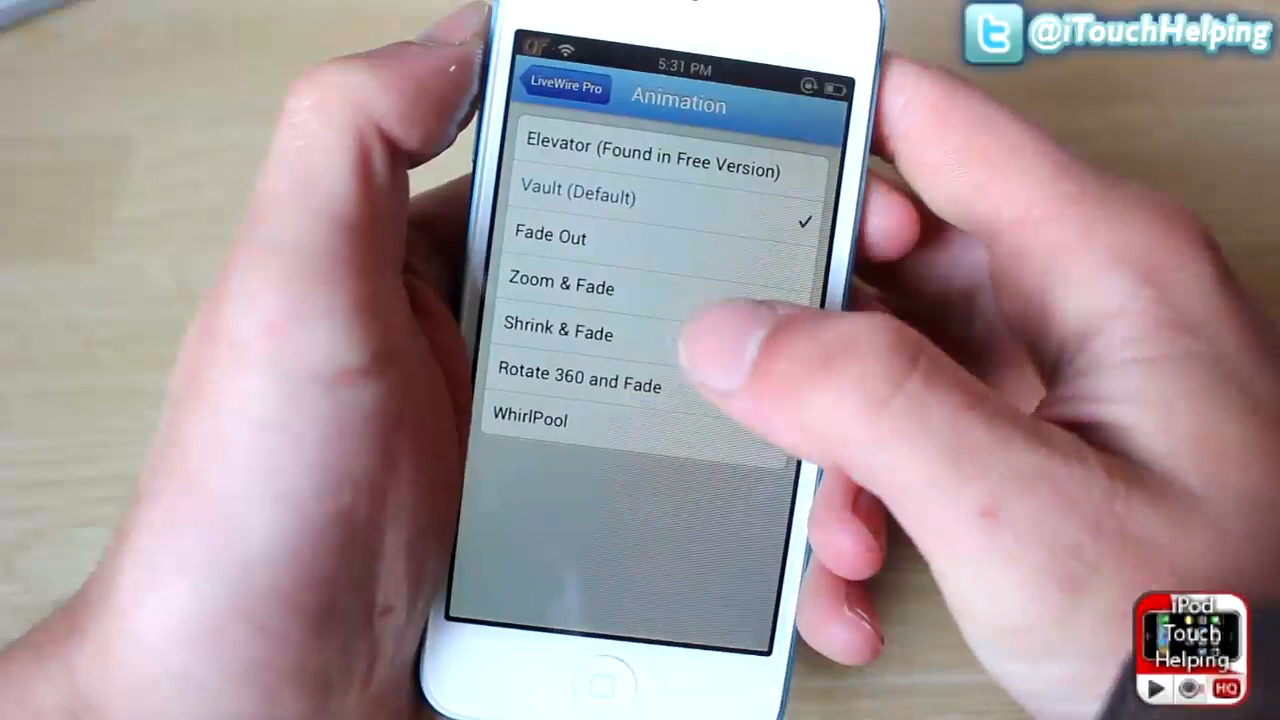 @iTouchHelping
5:31 PM
LiveWire Pro
Animation
Elevator (Found in Free Version)
Vault (Default)
Fade Out
Zoom & Fade
Shrink & Fade
Rotate 360 and Fade
WhirlPool
iPod
Touch
Helping
HQ